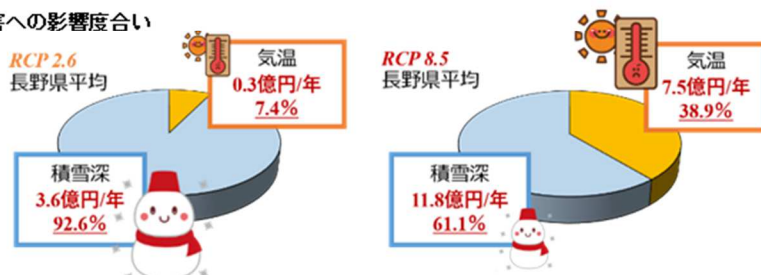 への影響度合い
RCP 2.6
長野県平均
気温
0.3億円/年
7.4%
積雪深
3.6億円/年
92.6%
RCP 8.5
長野県平均
気温
7.5億円/年
38.9%
積雪深
11.8億円/年
61.1%